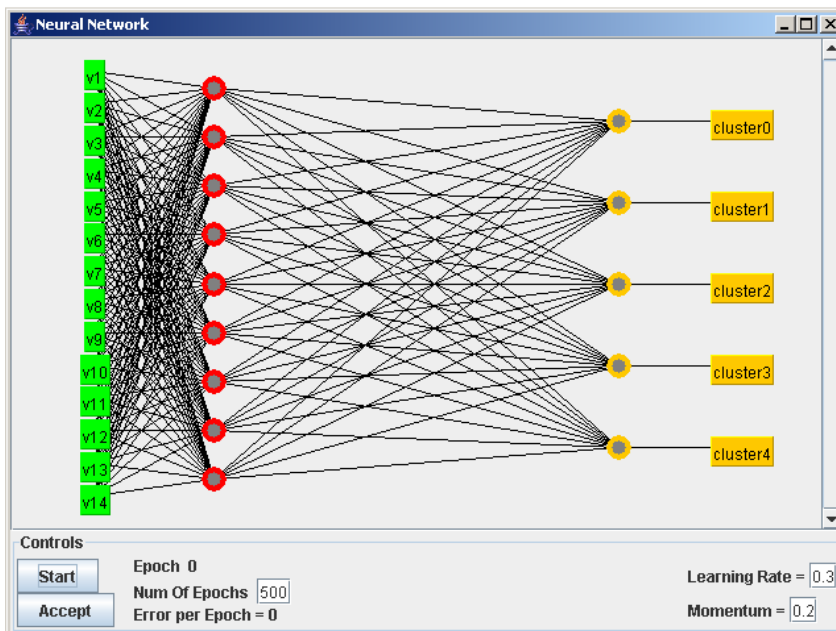 Neural Network
v1
v2
v3
v4
v5
v6
v7
v8
v9
v10
v11
v12
v13
v14
cluster0
cluster1
cluster2
cluster3
cluster4
Controls
Start
Accept
Epoch 0
Num Of Epochs 500
Error per Epoch = 0
Learning Rate = 0.3
Momentum = 0.2